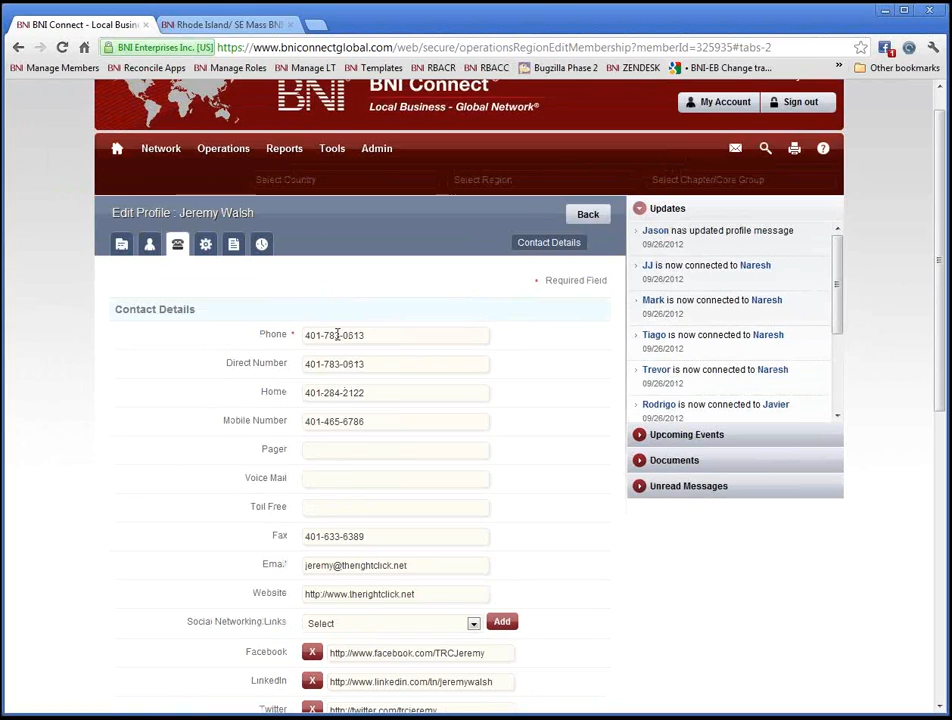 BNI BNI Connect - Local Busin
BNI Rhode Island/ SE Mass BNI
BNI Enterprises Inc. [US] https://www.bniconnectglobal.com/web/secure/operationsRegionEditMembership?memberId=325935#tabs-2
BNI Manage Members BNI Reconcile Apps BNI Manage Roles BNI Manage LT BNI Templates BNI RBACR BNI RBACC Bugzilla Phase 2 BNI ZENDESK BNI-EB Change tra... » Other bookmarks
BNI BNI Connect®
Local Business - Global Network®
My Account Sign out
Network Operations Reports Tools Admin
Select Country Select Region Select Chapter/Core Group
Edit Profile : Jeremy Walsh Back
Contact Details
• Required Field
Contact Details
Phone • 401-783-0613
Direct Number 401-783-0613
Home 401-284-2122
Mobile Number 401-465-6786
Pager
Voice Mail
Toll Free
Fax 401-633-6389
Email jeremy@therightclick.net
Website http://www.therightclick.net
Social Networking Links Select Add
Facebook X http://www.facebook.com/TRCJeremy
LinkedIn X http://www.linkedin.com/in/jeremywalsh
Twitter X http://twitter.com/trcjeremy
Updates
Jason has updated profile message
09/26/2012
JJ is now connected to Naresh
09/26/2012
Mark is now connected to Naresh
09/26/2012
Tiago is now connected to Naresh
09/26/2012
Trevor is now connected to Naresh
09/26/2012
Rodrigo is now connected to Javier
09/26/2012
Upcoming Events
Documents
Unread Messages